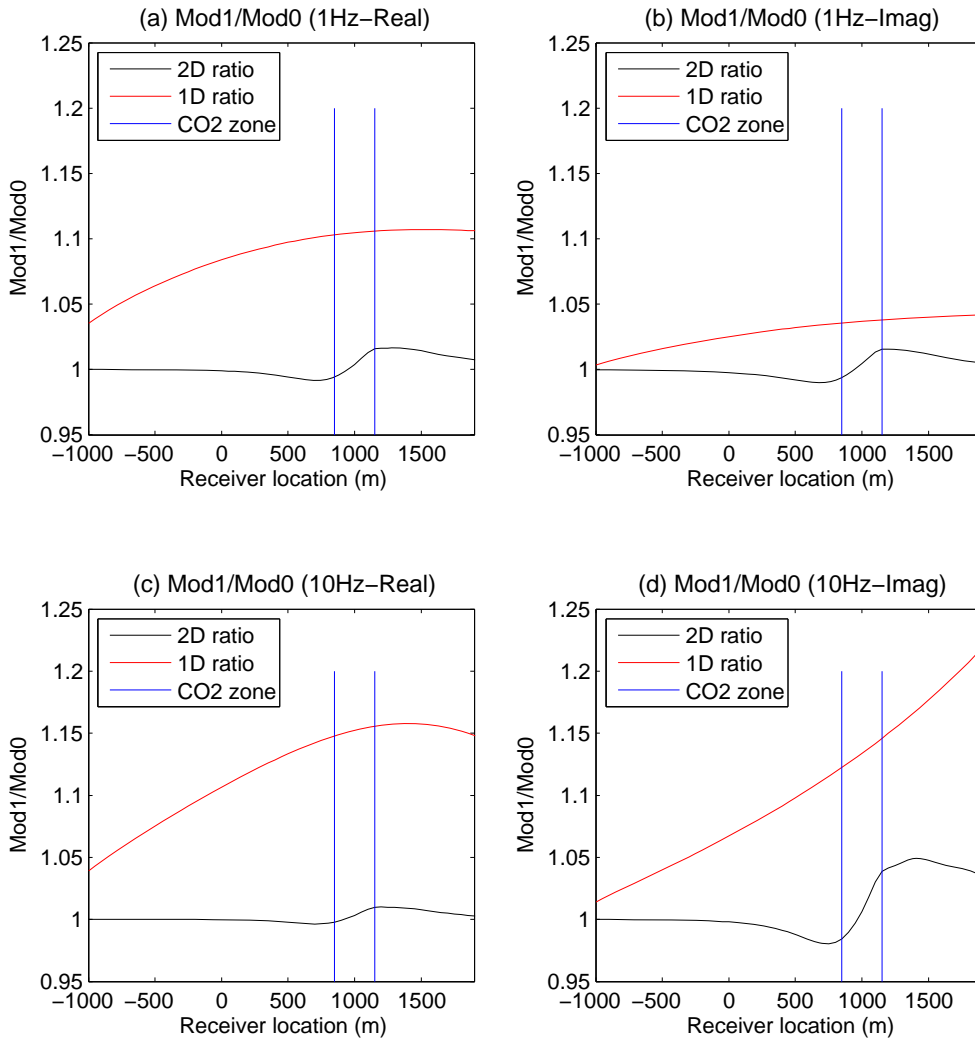 (a) Mod1/Mod0 (1Hz−Real)
1.25
1.2
1.15
1.1
1.05
1
0.95
Mod1/Mod0
2D ratio
1D ratio
CO2 zone
−1000 −500 0 500 1000 1500
Receiver location (m)
(b) Mod1/Mod0 (1Hz−Imag)
1.25
1.2
1.15
1.1
1.05
1
0.95
Mod1/Mod0
2D ratio
1D ratio
CO2 zone
−1000 −500 0 500 1000 1500
Receiver location (m)
(c) Mod1/Mod0 (10Hz−Real)
1.25
1.2
1.15
1.1
1.05
1
0.95
Mod1/Mod0
2D ratio
1D ratio
CO2 zone
−1000 −500 0 500 1000 1500
Receiver location (m)
(d) Mod1/Mod0 (10Hz−Imag)
1.25
1.2
1.15
1.1
1.05
1
0.95
Mod1/Mod0
2D ratio
1D ratio
CO2 zone
−1000 −500 0 500 1000 1500
Receiver location (m)